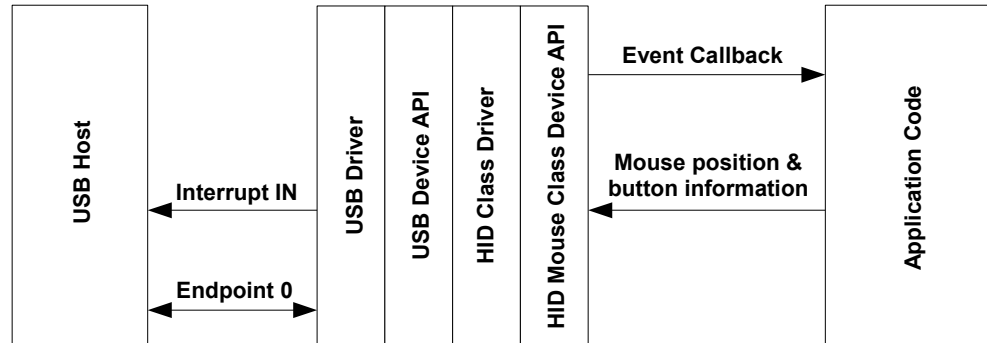 USB Host
Interrupt IN
Endpoint 0
USB Driver
USB Device API
HID Class Driver
HID Mouse Class Device API
Event Callback
Mouse position &
button information
Application Code